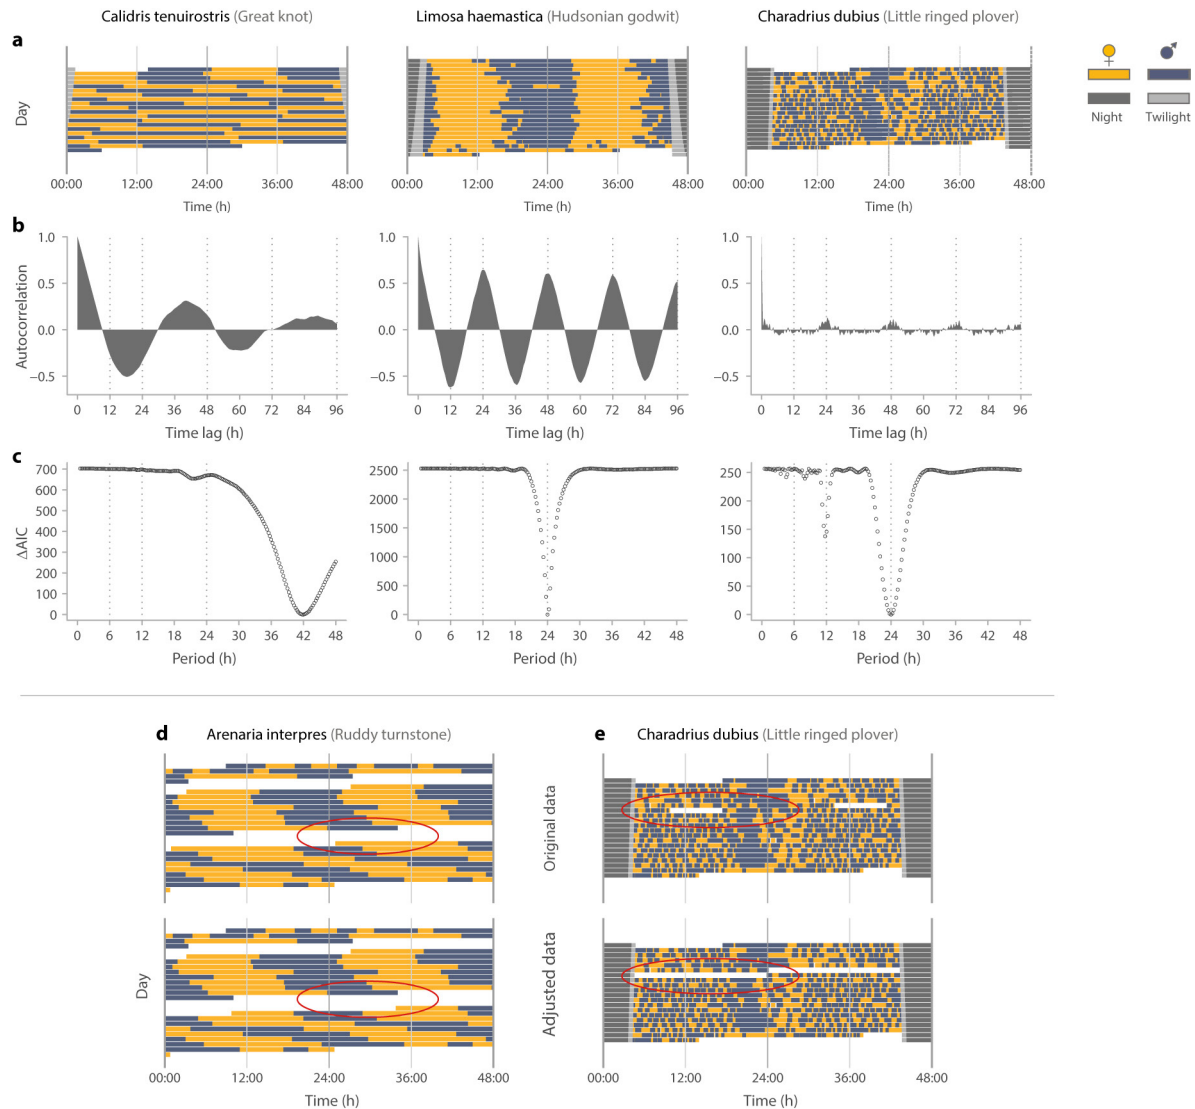 Calidris tenuirostris (Great knot) Limosa haemastica (Hudsonian godwit) Charadrius dubius (Little ringed plover)
a
Day
♀ ♂
Night Twilight
00:00 12:00 24:00 36:00 48:00 00:00 12:00 24:00 36:00 48:00 00:00 12:00 24:00 36:00 48:00
Time (h) Time (h) Time (h)
b
Autocorrelation
1.0 1.0 1.0
0.5 0.5 0.5
0.0 0.0 0.0
−0.5 −0.5 −0.5
0 12 24 36 48 60 72 84 96 0 12 24 36 48 60 72 84 96 0 12 24 36 48 60 72 84 96
Time lag (h) Time lag (h) Time lag (h)
c
ΔAIC
700 2500 250
600 2000 200
500 1500 150
400 1000 100
300 500 50
200 0 0
100
0
0 6 12 18 24 30 36 42 48 0 6 12 18 24 30 36 42 48 0 6 12 18 24 30 36 42 48
Period (h) Period (h) Period (h)
d Arenaria interpres (Ruddy turnstone) e Charadrius dubius (Little ringed plover)
Original data
Day
Adjusted data
00:00 12:00 24:00 36:00 48:00 00:00 12:00 24:00 36:00 48:00
Time (h) Time (h)